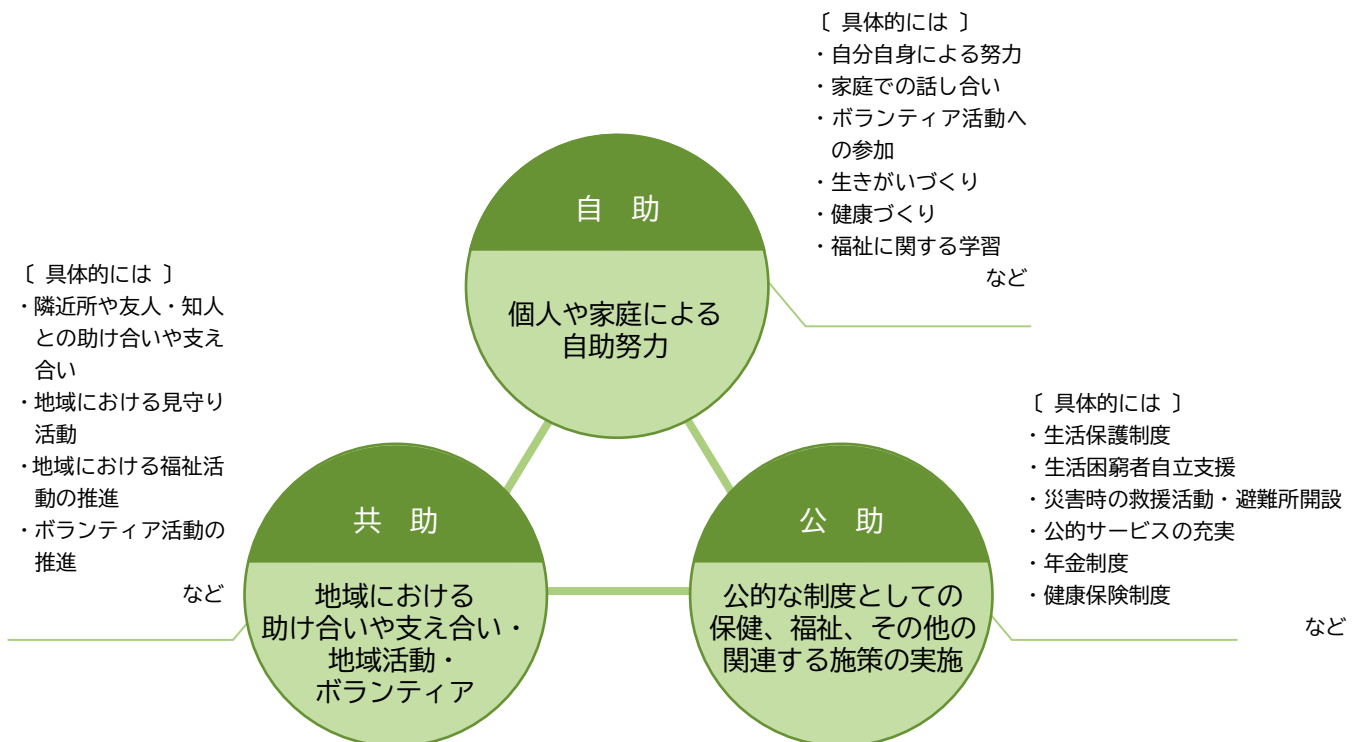 〔 具体的には 〕
・自分自身による努力
・家庭での話し合い
・ボランティア活動へ
の参加
・生きがいづくり
・健康づくり
・福祉に関する学習
など
自　助
個人や家庭による
自助努力
〔 具体的には 〕
・隣近所や友人・知人
との助け合いや支え
合い
・地域における見守り
活動
・地域における福祉活
動の推進
・ボランティア活動の
推進
など
共　助
地域における
助け合いや支え合い・
地域活動・
ボランティア
〔 具体的には 〕
・生活保護制度
・生活困窮者自立支援
・災害時の救援活動・避難所開設
・公的サービスの充実
・年金制度
・健康保険制度
など
公　助
公的な制度としての
保健、福祉、その他の
関連する施策の実施